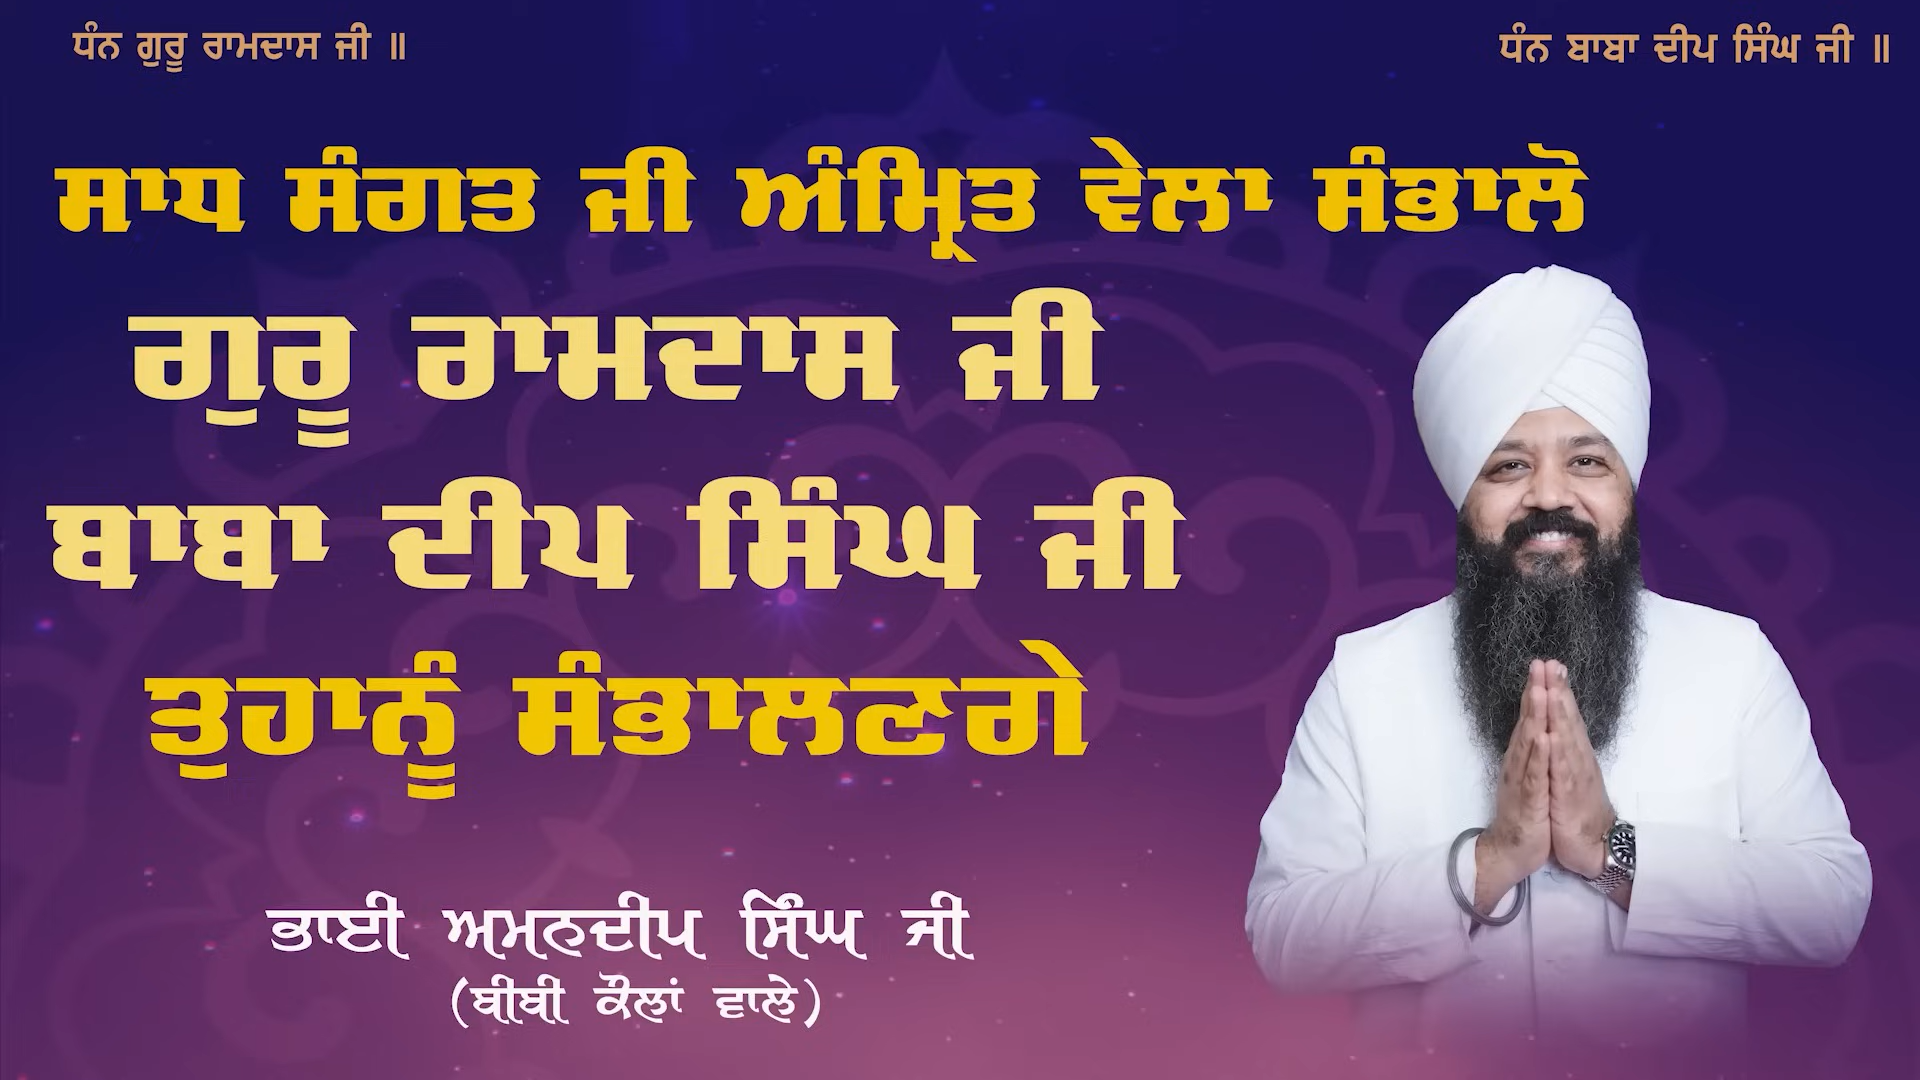 ਧੰਨ ਗੁਰੂ ਰਾਮਦਾਸ ਜੀ ॥
ਧੰਨ ਬਾਬਾ ਦੀਪ ਸਿੰਘ ਜੀ ॥
ਸਾਧ ਸੰਗਤ ਜੀ ਅੰਮ੍ਰਿਤ ਵੇਲਾ ਸੰਭਾਲੋ
ਗੁਰੂ ਰਾਮਦਾਸ ਜੀ
ਬਾਬਾ ਦੀਪ ਸਿੰਘ ਜੀ
ਤੁਹਾਨੂੰ ਸੰਭਾਲਣਗੇ
ਭਾਈ ਅਮਨਦੀਪ ਸਿੰਘ ਜੀ
(ਬੀਬੀ ਕੌਲਾਂ ਵਾਲੇ)